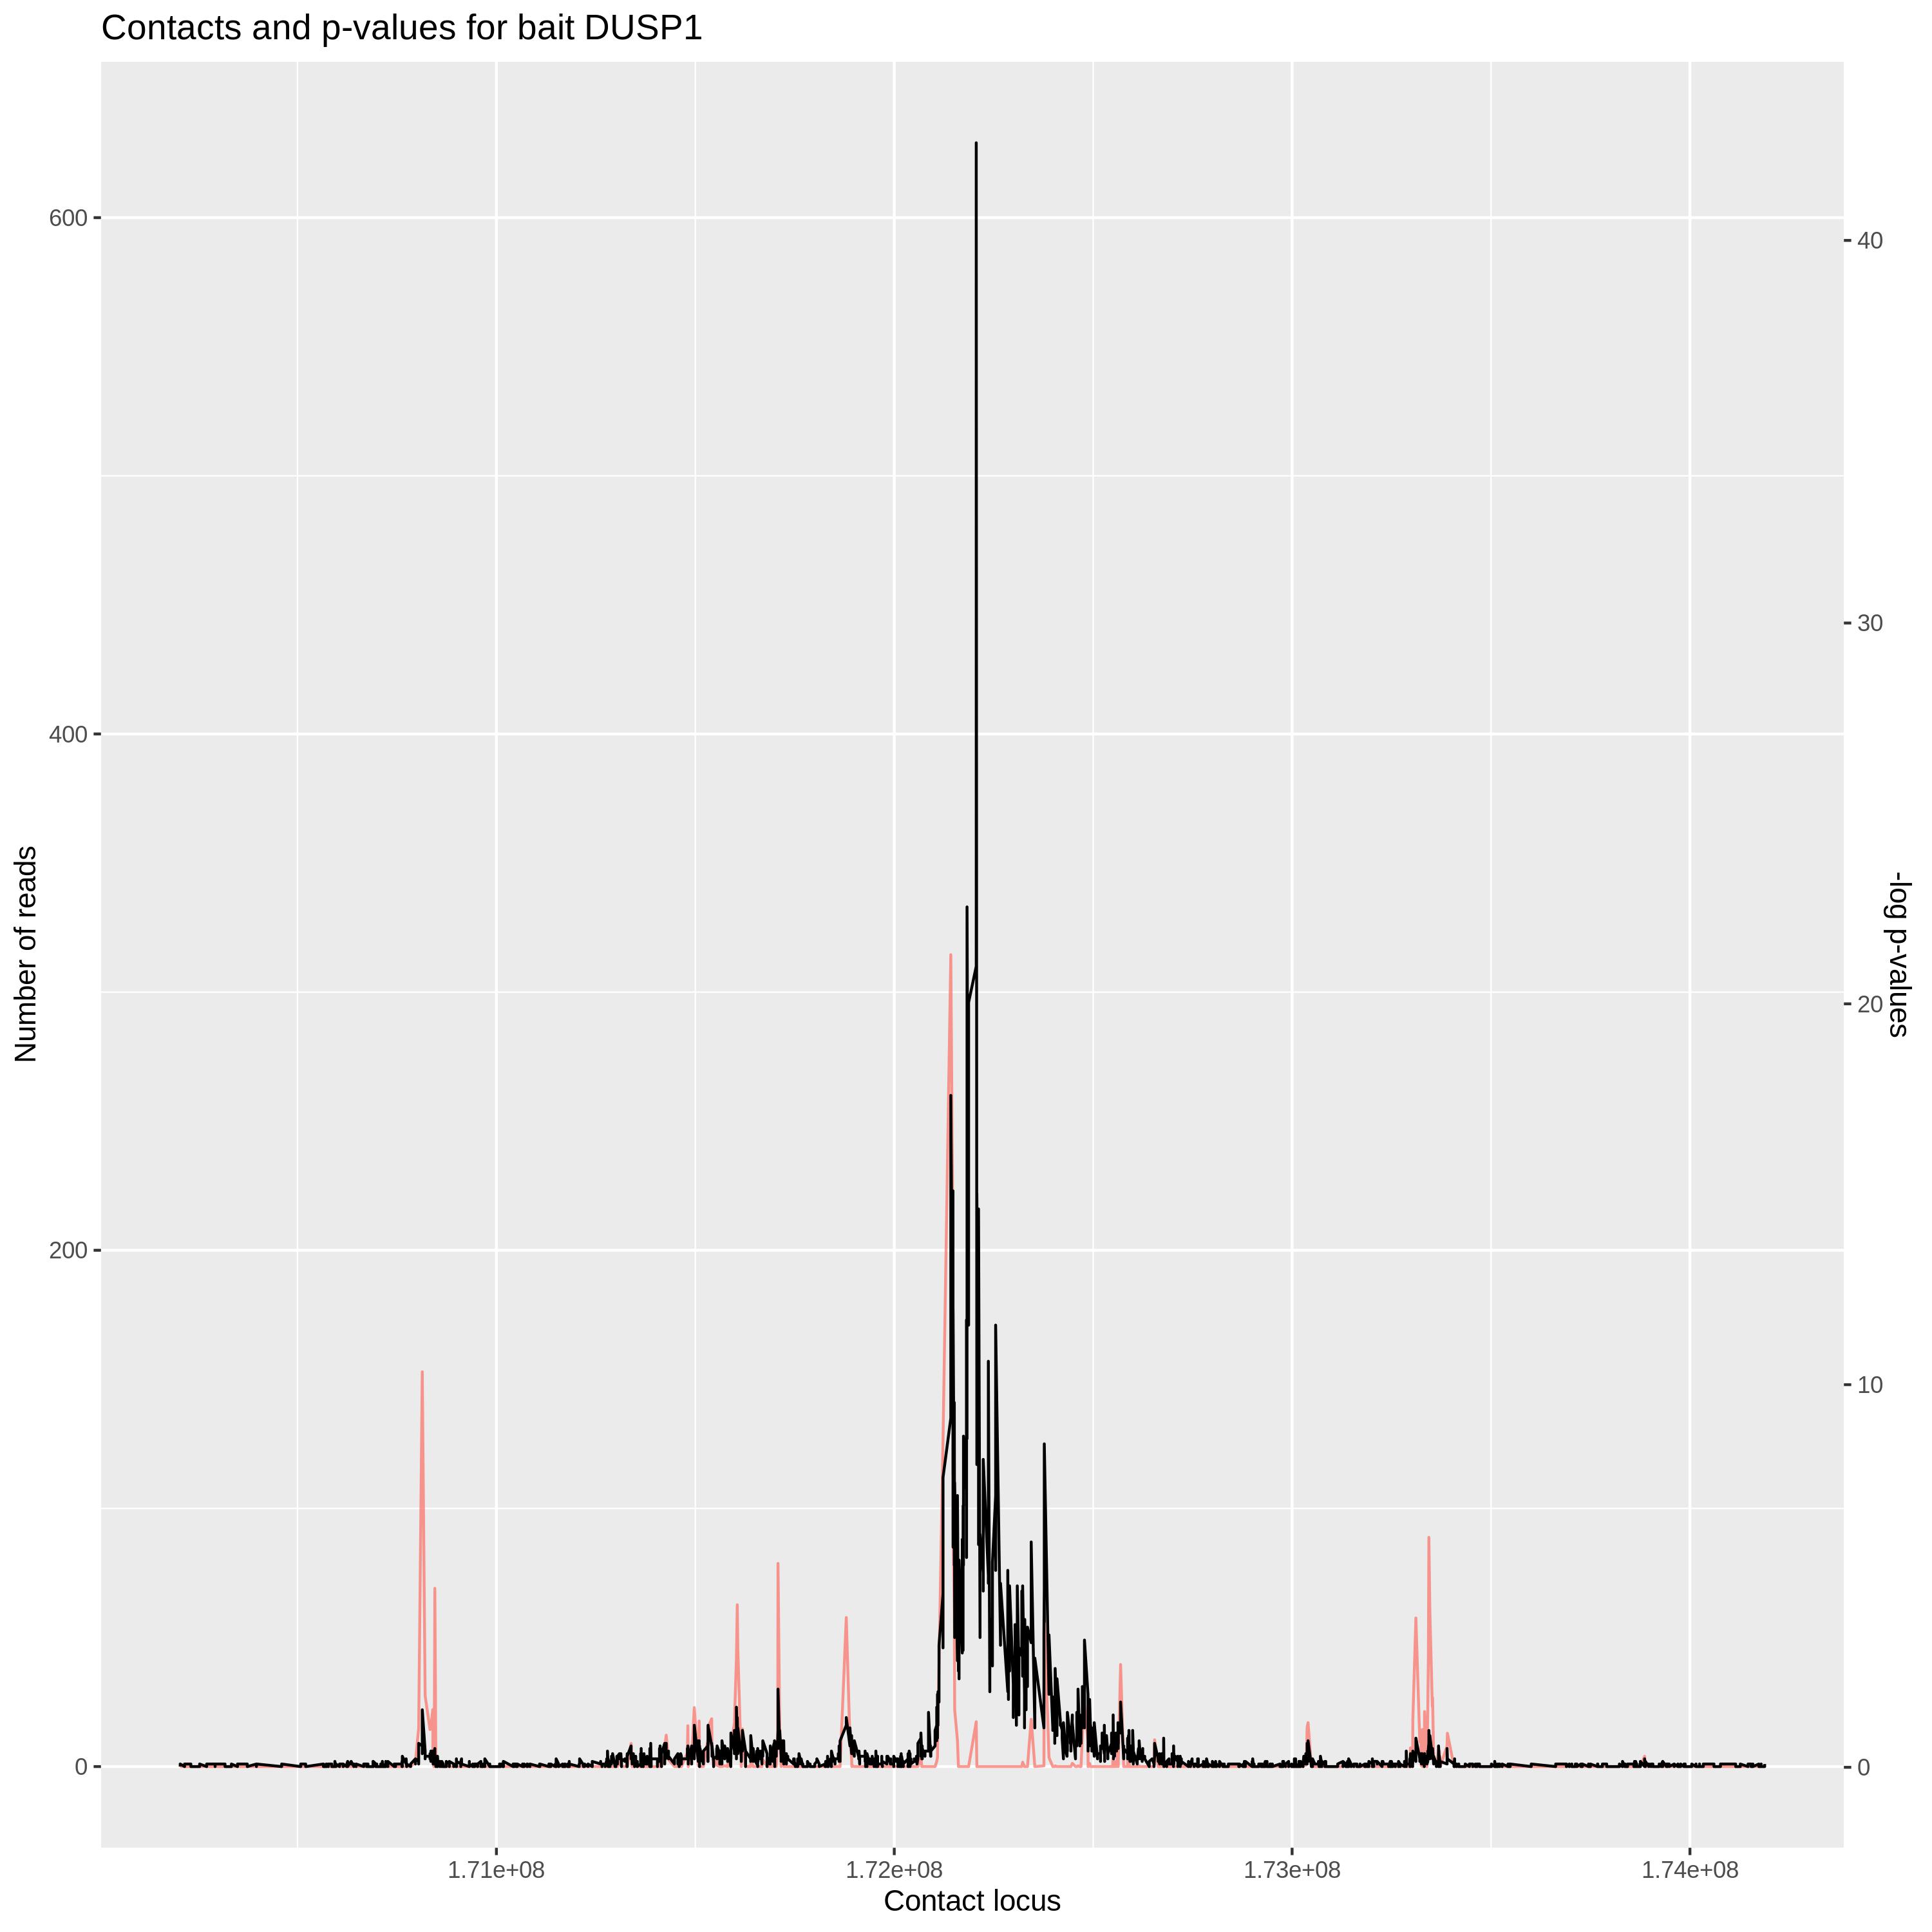 Contacts and p-values for bait DUSP1
Number of reads
600
400
200
0
40
30
20
10
0
-log p-values
1.71e+08
1.72e+08
1.73e+08
1.74e+08
Contact locus